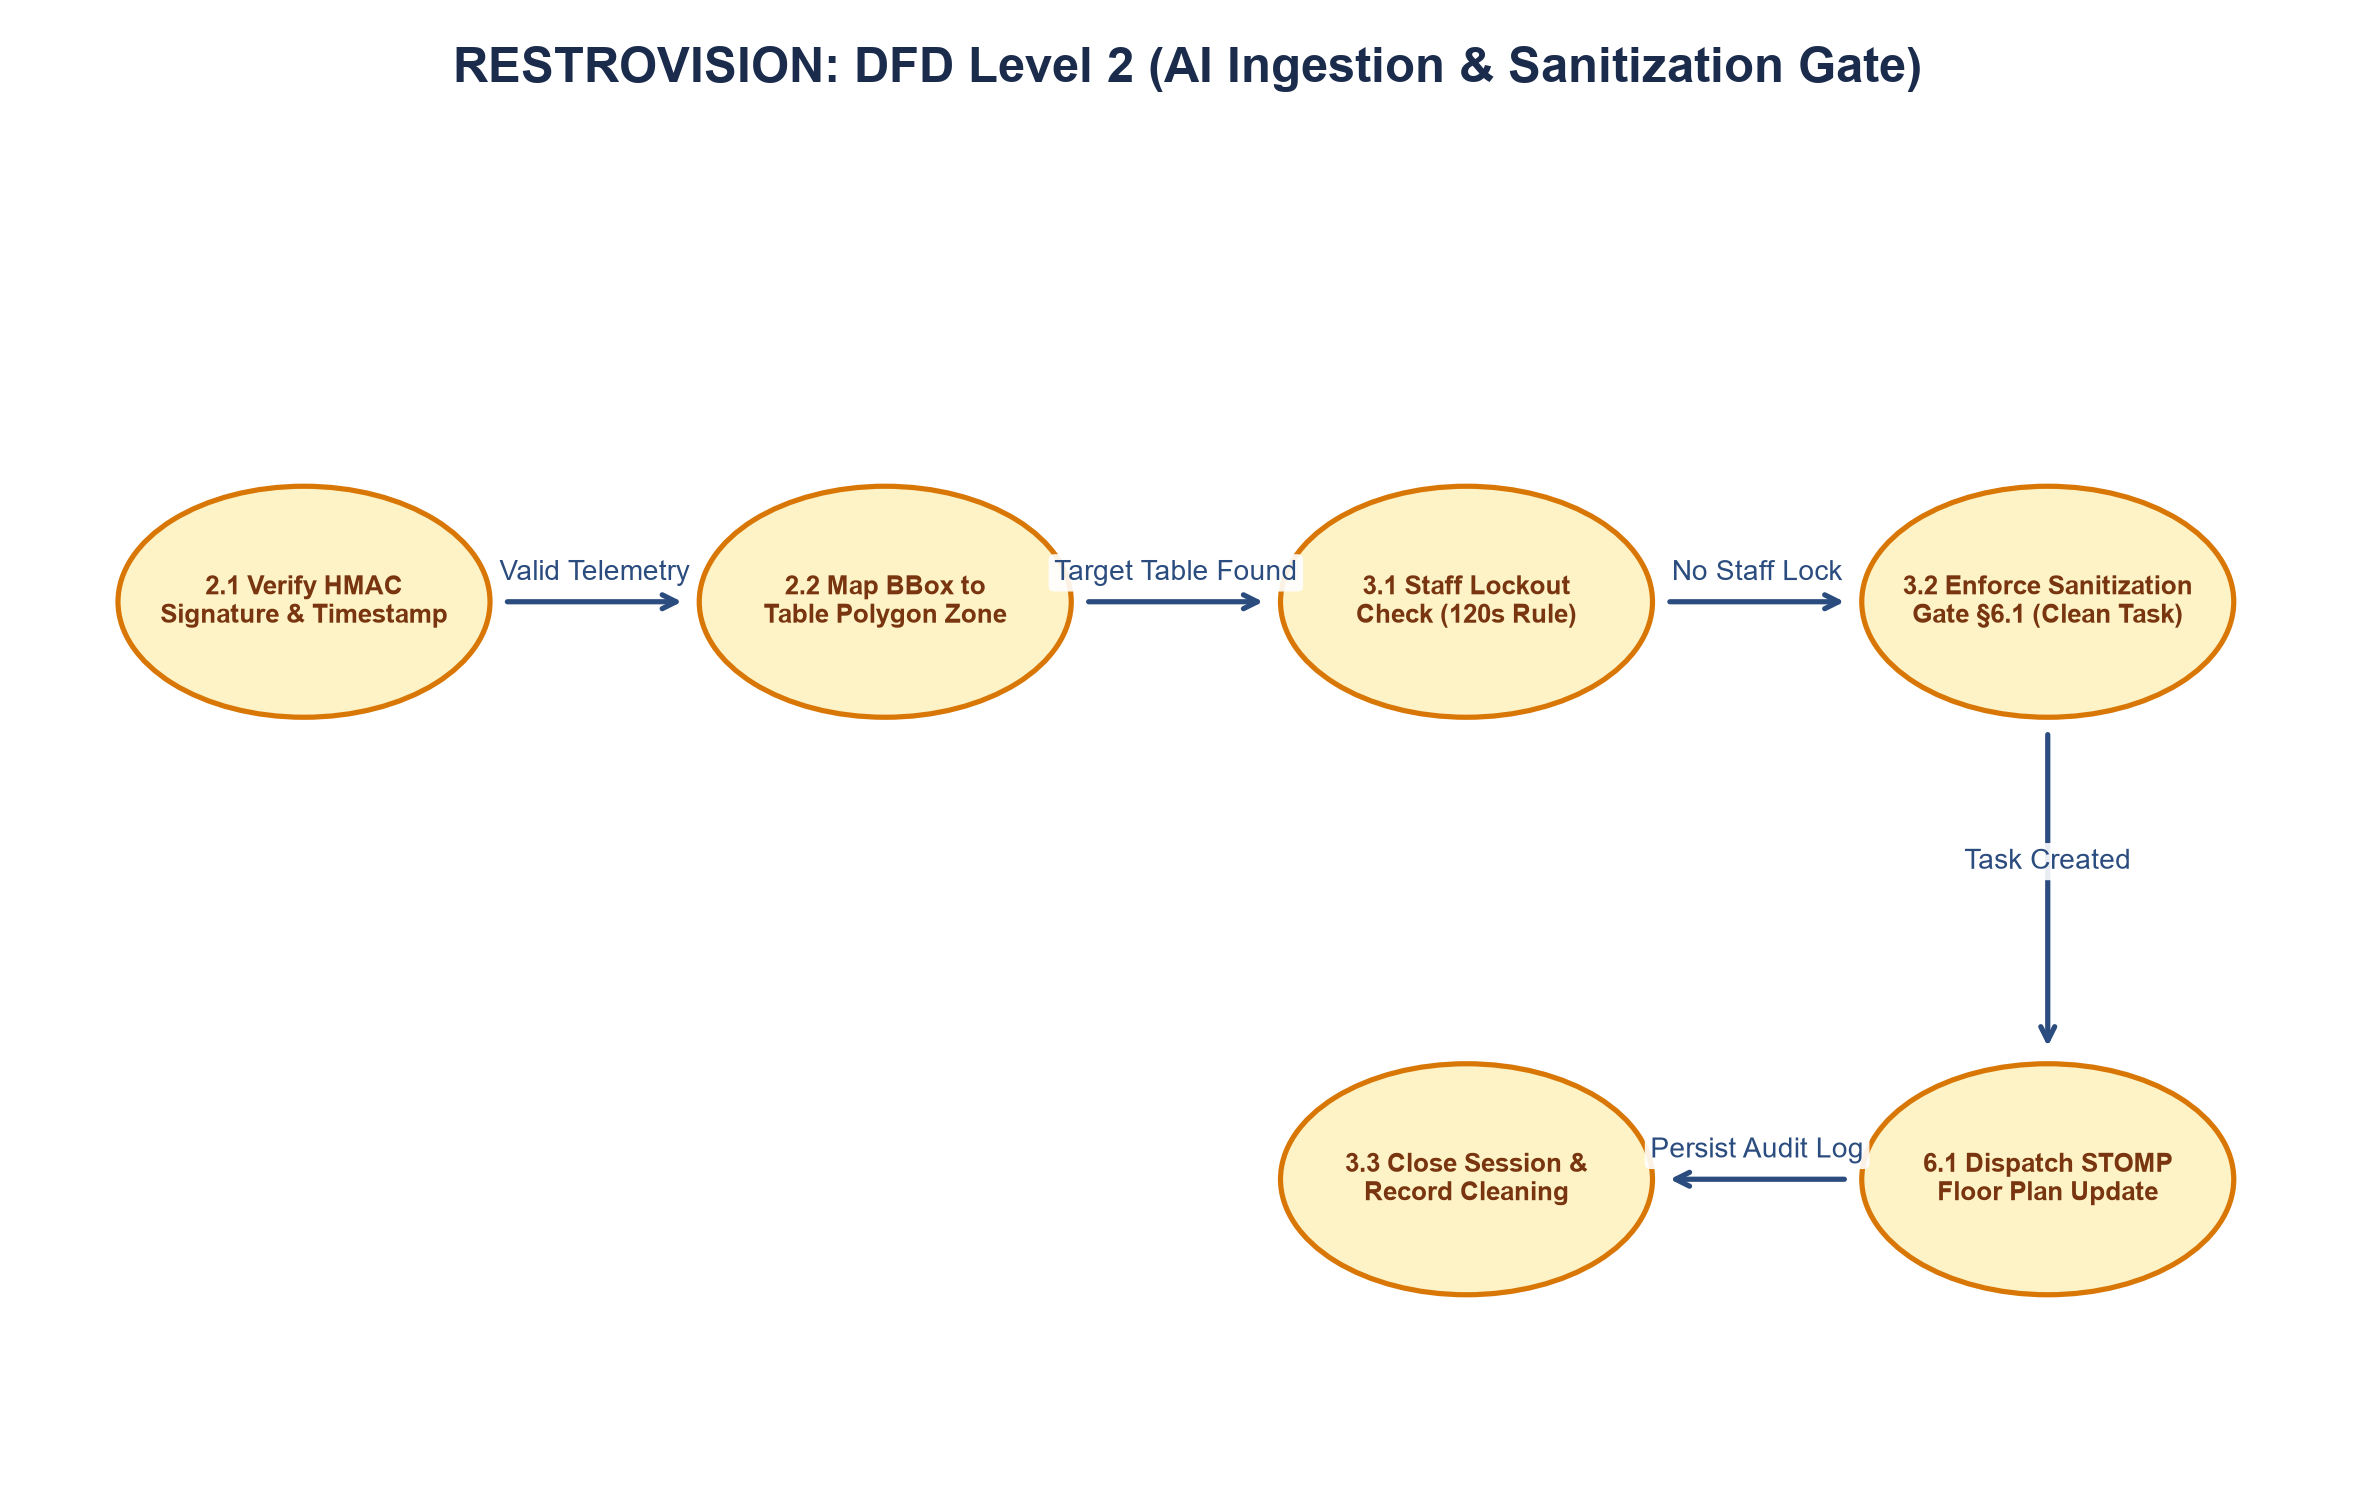 RESTROVISION: DFD Level 2 (AI Ingestion & Sanitization Gate)
2.1 Verify HMAC
Signature & Timestamp
Valid Telemetry
2.2 Map BBox to
Table Polygon Zone
Target Table Found
3.1 Staff Lockout
Check (120s Rule)
No Staff Lock
3.2 Enforce Sanitization
Gate §6.1 (Clean Task)
Task Created
6.1 Dispatch STOMP
Floor Plan Update
Persist Audit Log
3.3 Close Session &
Record Cleaning